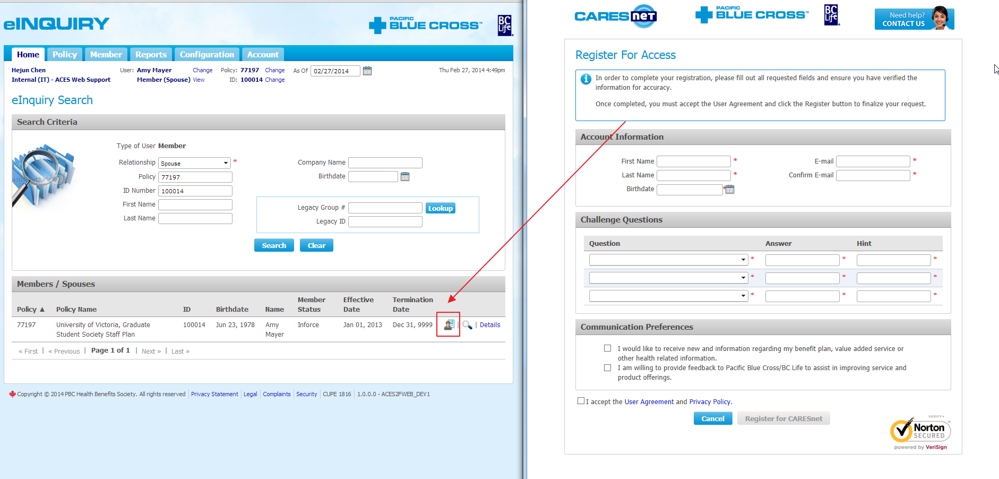 eINQUIRY
PACIFIC
BLUE CROSS™
BC
Life
Home Policy Member Reports Configuration Account
Hejun Chen User: Amy Mayer Change Policy: 77197 Change As Of 02/27/2014 Thu Feb 27, 2014 4:49pm
Internal (IT) - ACES Web Support Member (Spouse) View ID: 100014 Change
eInquiry Search
Search Criteria
Type of User Member
Relationship Spouse * Company Name
Policy 77197 Birthdate
ID Number 100014
First Name Legacy Group # Lookup
Last Name Legacy ID
Search Clear
Members / Spouses
Policy ▲ Policy Name ID Birthdate Name Member Status Effective Date Termination Date
77197 University of Victoria, Graduate 100014 Jun 23, 1978 Amy Inforce Jan 01, 2013 Dec 31, 9999 | | Details
Student Society Staff Plan Mayer
« First | « Previous | Page 1 of 1 | Next » | Last »
Copyright © 2014 PBC Health Benefits Society. All rights reserved Privacy Statement Legal Complaints Security CUPE 1816 1.0.0.0 - ACES2FWEB_DEV1
CARESnet
PACIFIC
BLUE CROSS™
BC
Life
Need help?
CONTACT US
Register For Access
In order to complete your registration, please fill out all requested fields and ensure you have verified the
information for accuracy.
Once completed, you must accept the User Agreement and click the Register button to finalize your request.
Account Information
First Name * E-mail *
Last Name * Confirm E-mail *
Birthdate *
Challenge Questions
Question Answer Hint
* * *
* * *
* * *
Communication Preferences
I would like to receive new and information regarding my benefit plan, value added service or
other health related information.
I am willing to provide feedback to Pacific Blue Cross/BC Life to assist in improving service and
product offerings.
I accept the User Agreement and Privacy Policy.
Cancel Register for CARESnet
VERIFY▸
Norton
SECURED
powered by VeriSign